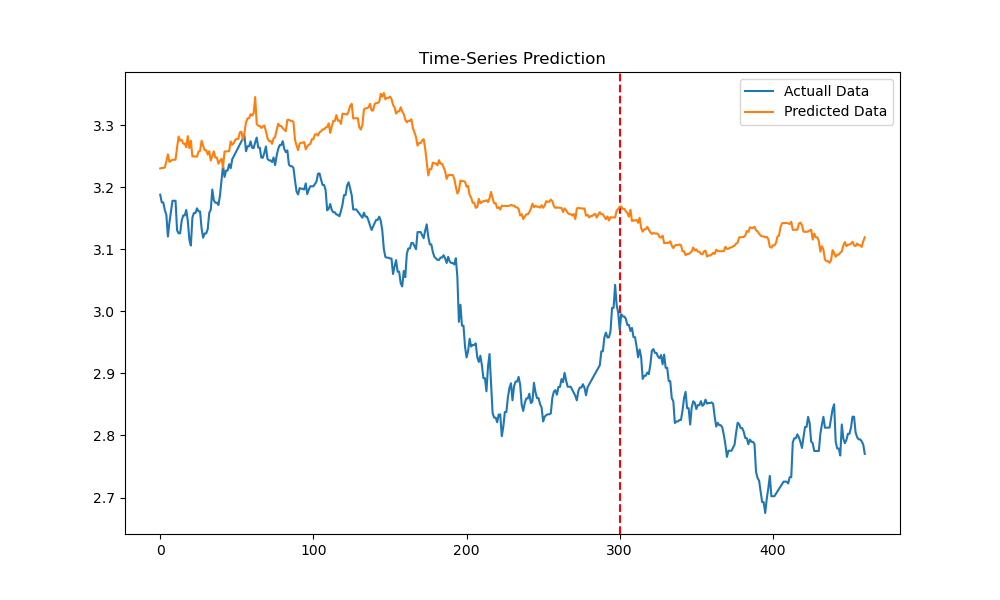 Time-Series Prediction
Actuall Data
Predicted Data
3.3
3.2
3.1
3.0
2.9
2.8
2.7
0 100 200 300 400